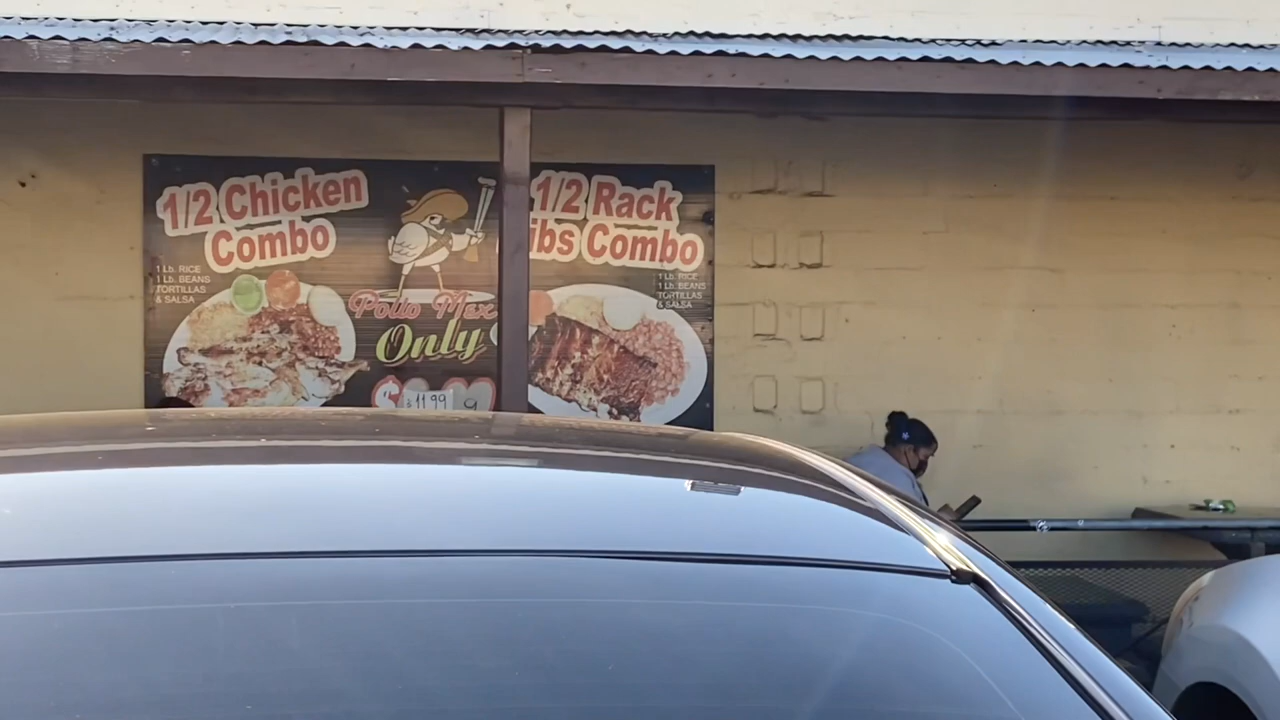 1/2 Chicken
Combo
1 Lb. RICE
1 Lb. BEANS
TORTILLAS
& SALSA
Pollo Mex
Only
$11.99
1/2 Rack
ibs Combo
1 Lb. RICE
1 Lb. BEANS
TORTILLAS
& SALSA